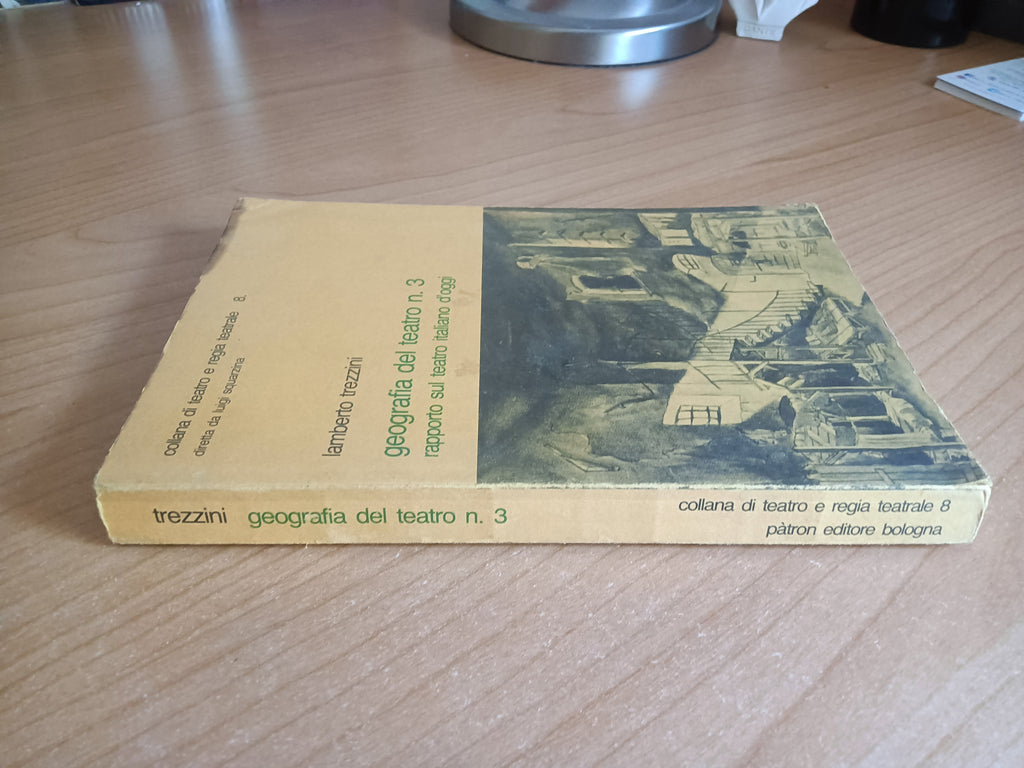 collana di teatro e regia teatrale 8.
diretta da luigi squarzina
lamberto trezzini
geografia del teatro n. 3
rapporto sul teatro italiano d'oggi
trezzini geografia del teatro n. 3
collana di teatro e regia teatrale 8
pàtron editore bologna